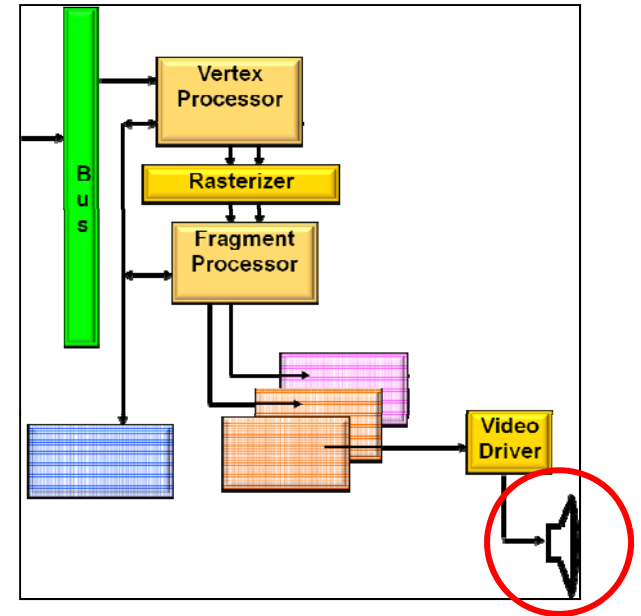 Vertex
Processor
B
u
s
Rasterizer
Fragment
Processor
Video
Driver